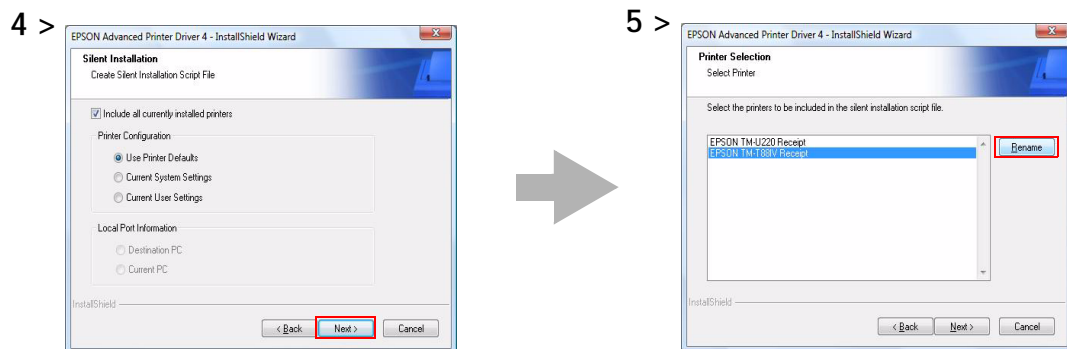 4 >
EPSON Advanced Printer Driver 4 - InstallShield Wizard
Silent Installation
Create Silent Installation Script File
Include all currently installed printers
Printer Configuration
Use Printer Defaults
Current System Settings
Current User Settings
Local Port Information
Destination PC
Current PC
InstallShield
< Back Next > Cancel
5 >
EPSON Advanced Printer Driver 4 - InstallShield Wizard
Printer Selection
Select Printer
Select the printers to be included in the silent installation script file.
EPSON TM-U220 Receipt
EPSON TM-T88IV Receipt
Rename
InstallShield
< Back Next > Cancel